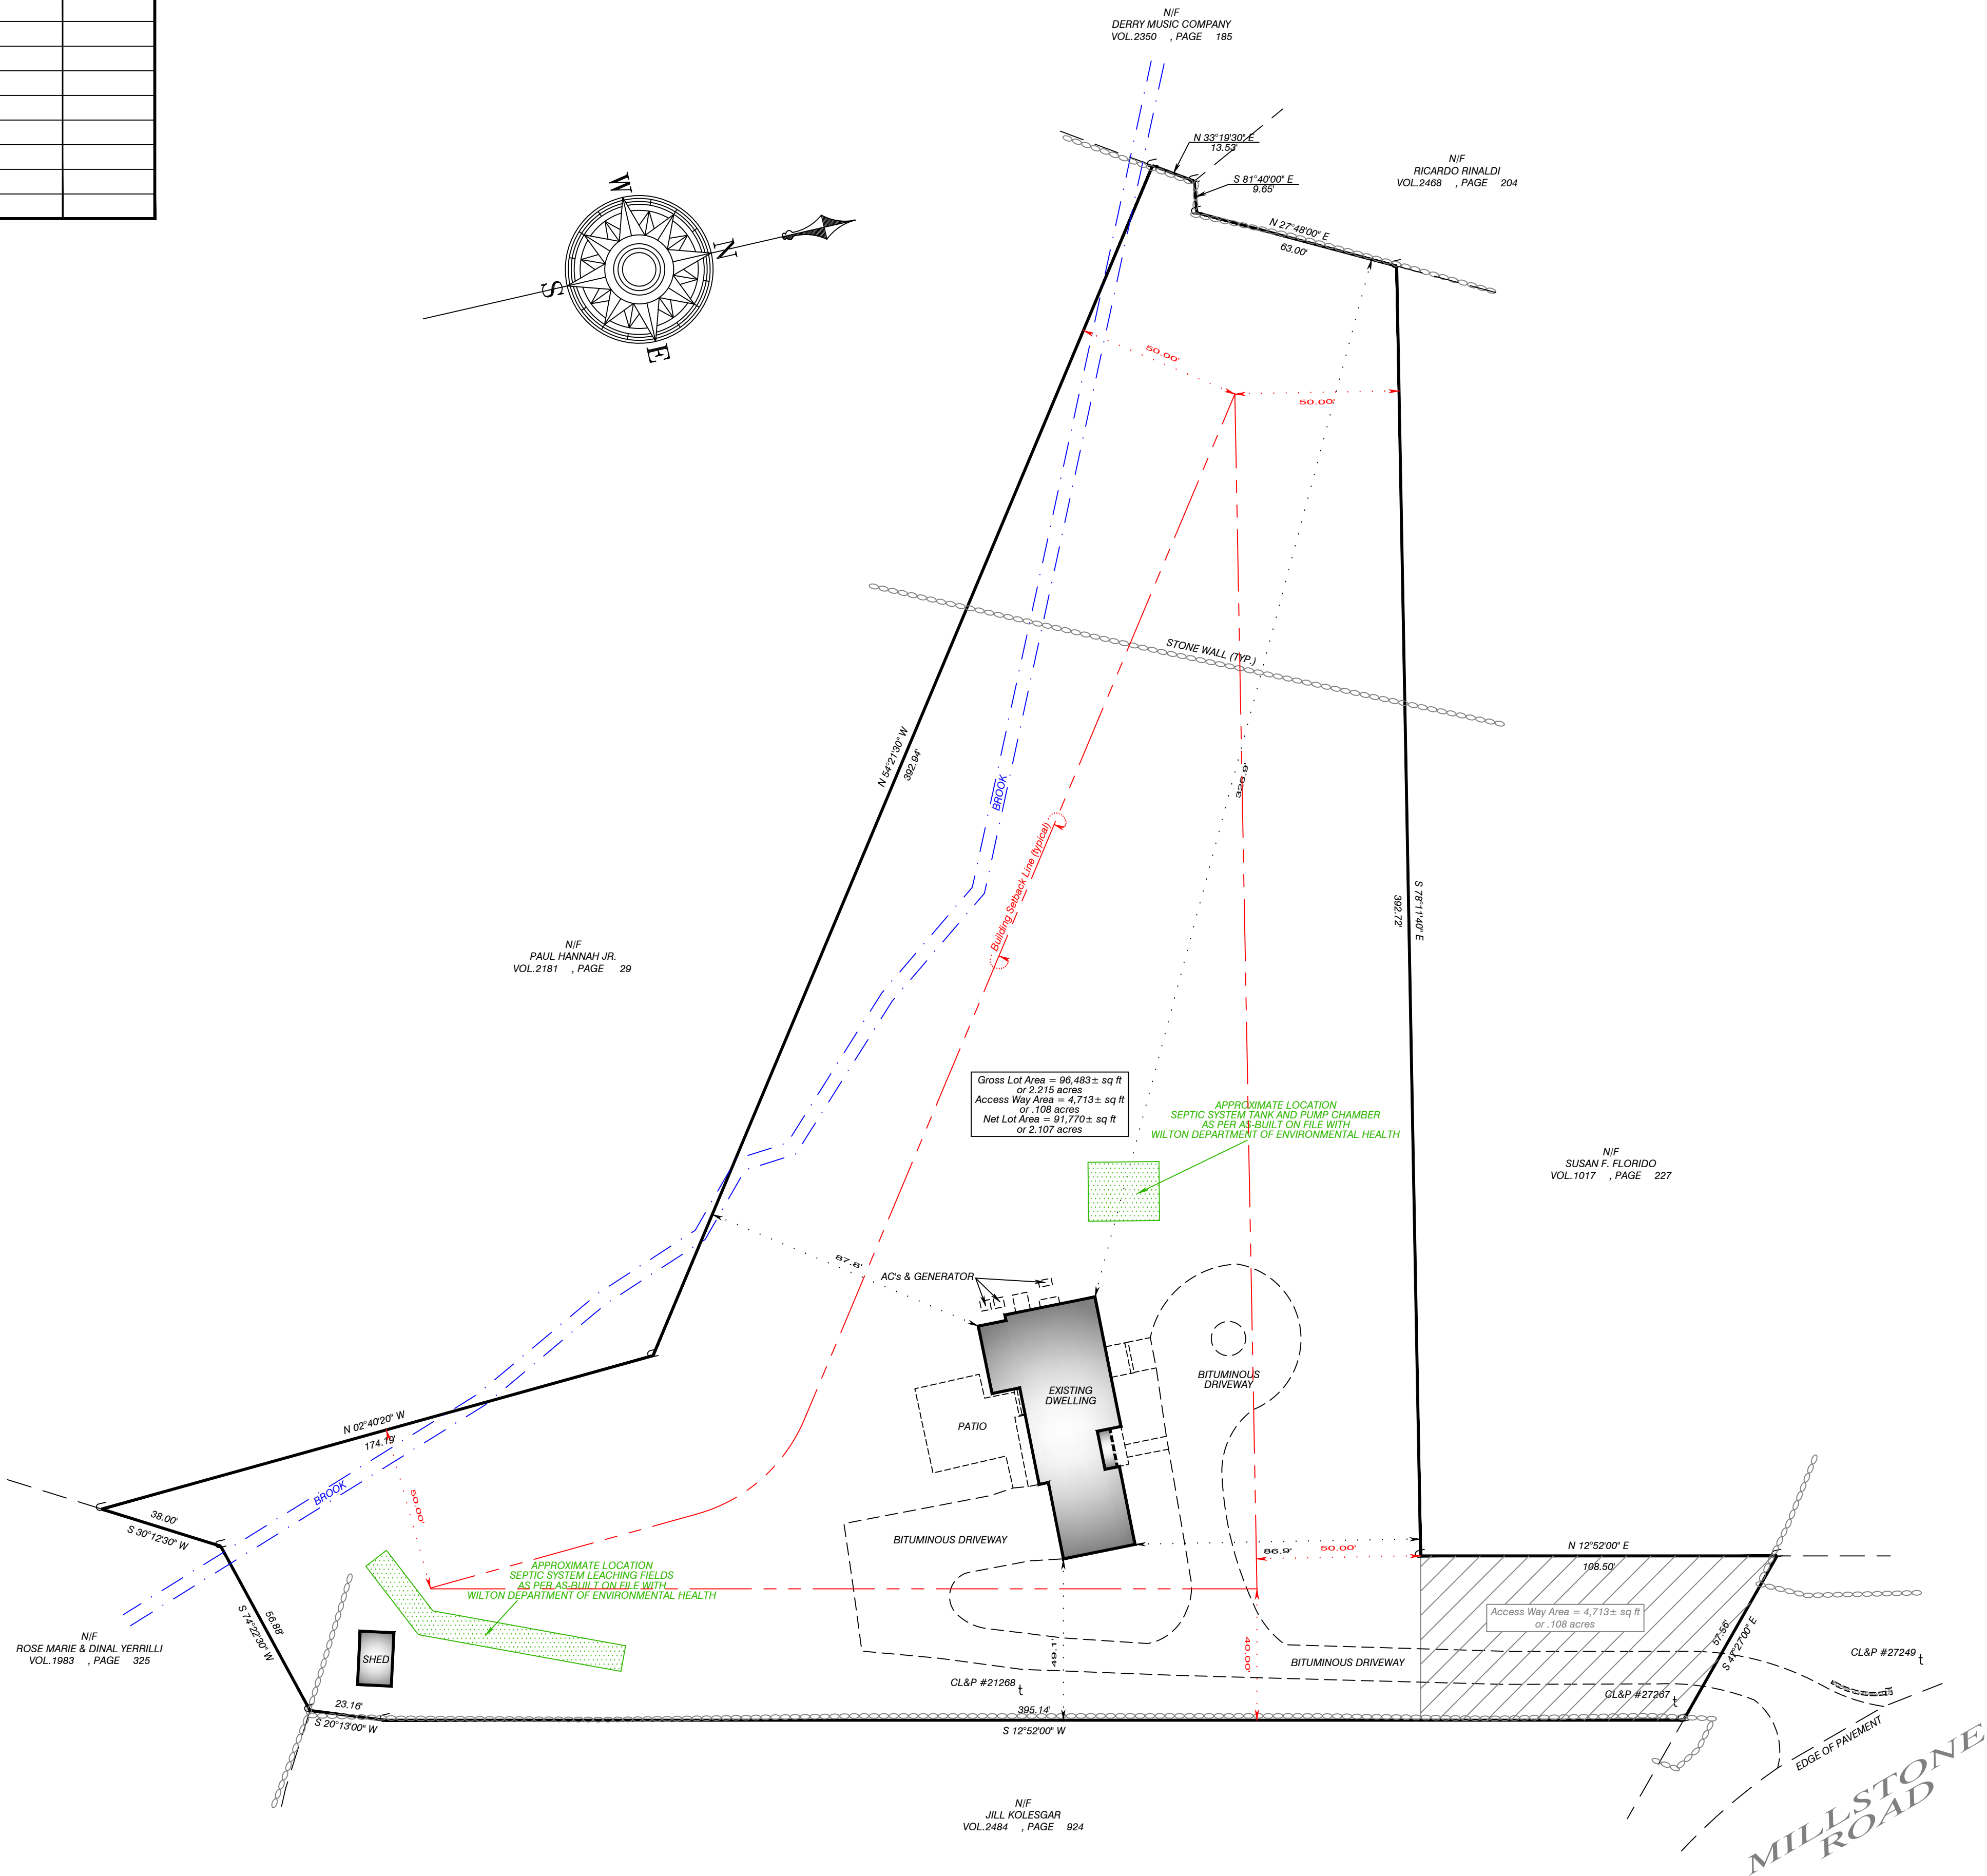 N/F
DERRY MUSIC COMPANY
VOL.2350 , PAGE 185
N 33°19'30" E
13.53'
S 81°40'00" E
9.65'
N/F
RICARDO RINALDI
VOL.2468 , PAGE 204
N 27°48'00" E
63.00'
W
N
S
E
50.00'
50.00'
STONE WALL (TYP.)
N 54°21'30" W
392.94'
BROOK
Building Setback Line (typical)
S 78°11'40" E
392.72'
N/F
PAUL HANNAH JR.
VOL.2181 , PAGE 29
Gross Lot Area = 96,483± sq ft
or 2.215 acres
Access Way Area = 4,713± sq ft
or .108 acres
Net Lot Area = 91,770± sq ft
or 2.107 acres
APPROXIMATE LOCATION
SEPTIC SYSTEM TANK AND PUMP CHAMBER
AS PER AS-BUILT ON FILE WITH
WILTON DEPARTMENT OF ENVIRONMENTAL HEALTH
N/F
SUSAN F. FLORIDO
VOL.1017 , PAGE 227
87.8'
AC's & GENERATOR
EXISTING
DWELLING
BITUMINOUS
DRIVEWAY
PATIO
N 02°40'20" W
174.19'
BROOK
50.00'
38.00'
S 30°12'30" W
BITUMINOUS DRIVEWAY
86.9'
50.00'
N 12°52'00" E
108.50'
APPROXIMATE LOCATION
SEPTIC SYSTEM LEACHING FIELDS
AS PER AS-BUILT ON FILE WITH
WILTON DEPARTMENT OF ENVIRONMENTAL HEALTH
Access Way Area = 4,713± sq ft
or .108 acres
56.88'
S 74°22'30" W
N/F
ROSE MARIE & DINAL YERRILLI
VOL.1983 , PAGE 325
SHED
49.1'
40.00'
BITUMINOUS DRIVEWAY
57.56'
CL&P #27249
CL&P #21268
CL&P #27267
23.16'
S 20°13'00" W
395.14'
S 12°52'00" W
EDGE OF PAVEMENT
N/F
JILL KOLESGAR
VOL.2484 , PAGE 924
MILLSTONE
ROAD